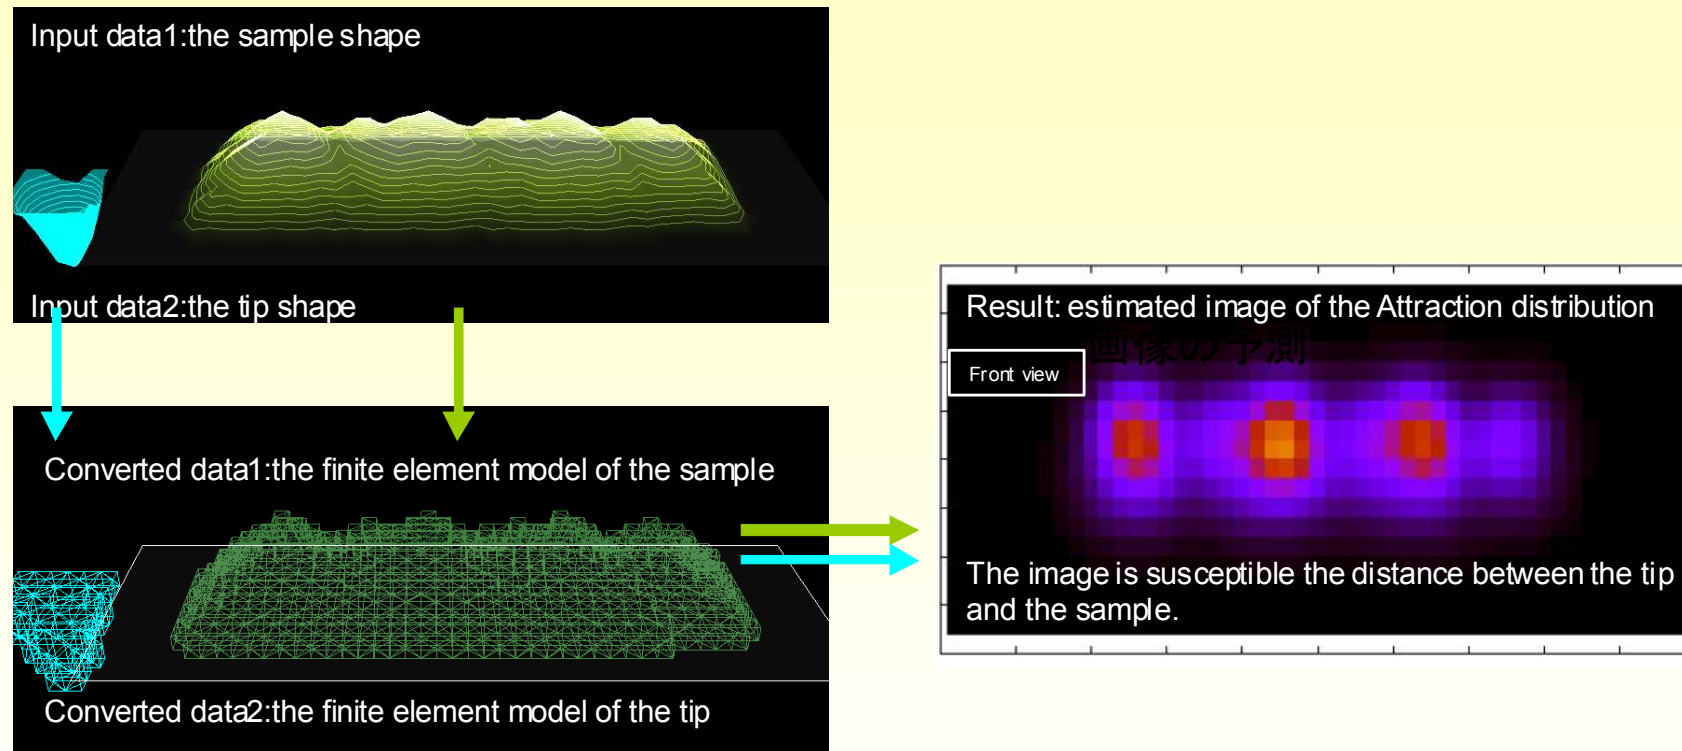 Input data1:the sample shape
Input data2:the tip shape
Converted data1:the finite element model of the sample
Converted data2:the finite element model of the tip
Result: estimated image of the Attraction distribution
画像の予測
Front view
The image is susceptible the distance between the tip
and the sample.